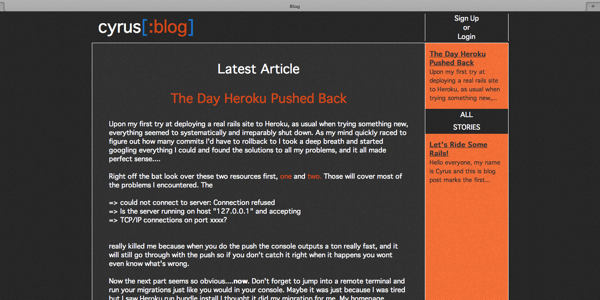 Blog
cyrus[:blog]
Sign Up
or
Login
Latest Article
The Day Heroku Pushed Back
Upon my first try at deploying a real rails site to Heroku, as usual when trying something new,
everything seemed to systematically and irreparably shut down. As my mind quickly raced to
figure out how many commits I'd have to rollback to I took a deep breath and started
googling everything I could and found the solutions to all my problems, and it all made
perfect sense....
Right off the bat look over these two resources first, one and two. Those will cover most of
the problems I encountered. The
=> could not connect to server: Connection refused
=> Is the server running on host "127.0.0.1" and accepting
=> TCP/IP connections on port xxxx?
really killed me because when you do the push the console outputs a ton really fast, and it
will still go through with the push so if you don't catch it right when it happens you wont
even know what's wrong.
Now the next part seems so obvious....now. Don't forget to jump into a remote terminal and
run your migrations just like you would in your console. Maybe it was just because I was tired
but I saw Heroku run bundle install I thought it did my migration for me. My homepage
The Day Heroku
Pushed Back
Upon my first try at
deploying a real rails site
to Heroku, as usual when
trying something new,...
ALL
STORIES
Let's Ride Some
Rails!
Hello everyone, my name
is Cyrus and this is blog
post marks the first...